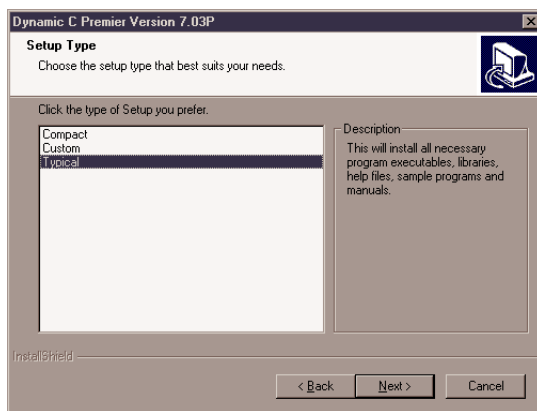 Dynamic C Premier Version 7.03P
Setup Type
Choose the setup type that best suits your needs.
Click the type of Setup you prefer.
Compact
Custom
Typical
Description
This will install all necessary
program executables, libraries,
help files, sample programs and
manuals.
InstallShield
< Back Next > Cancel